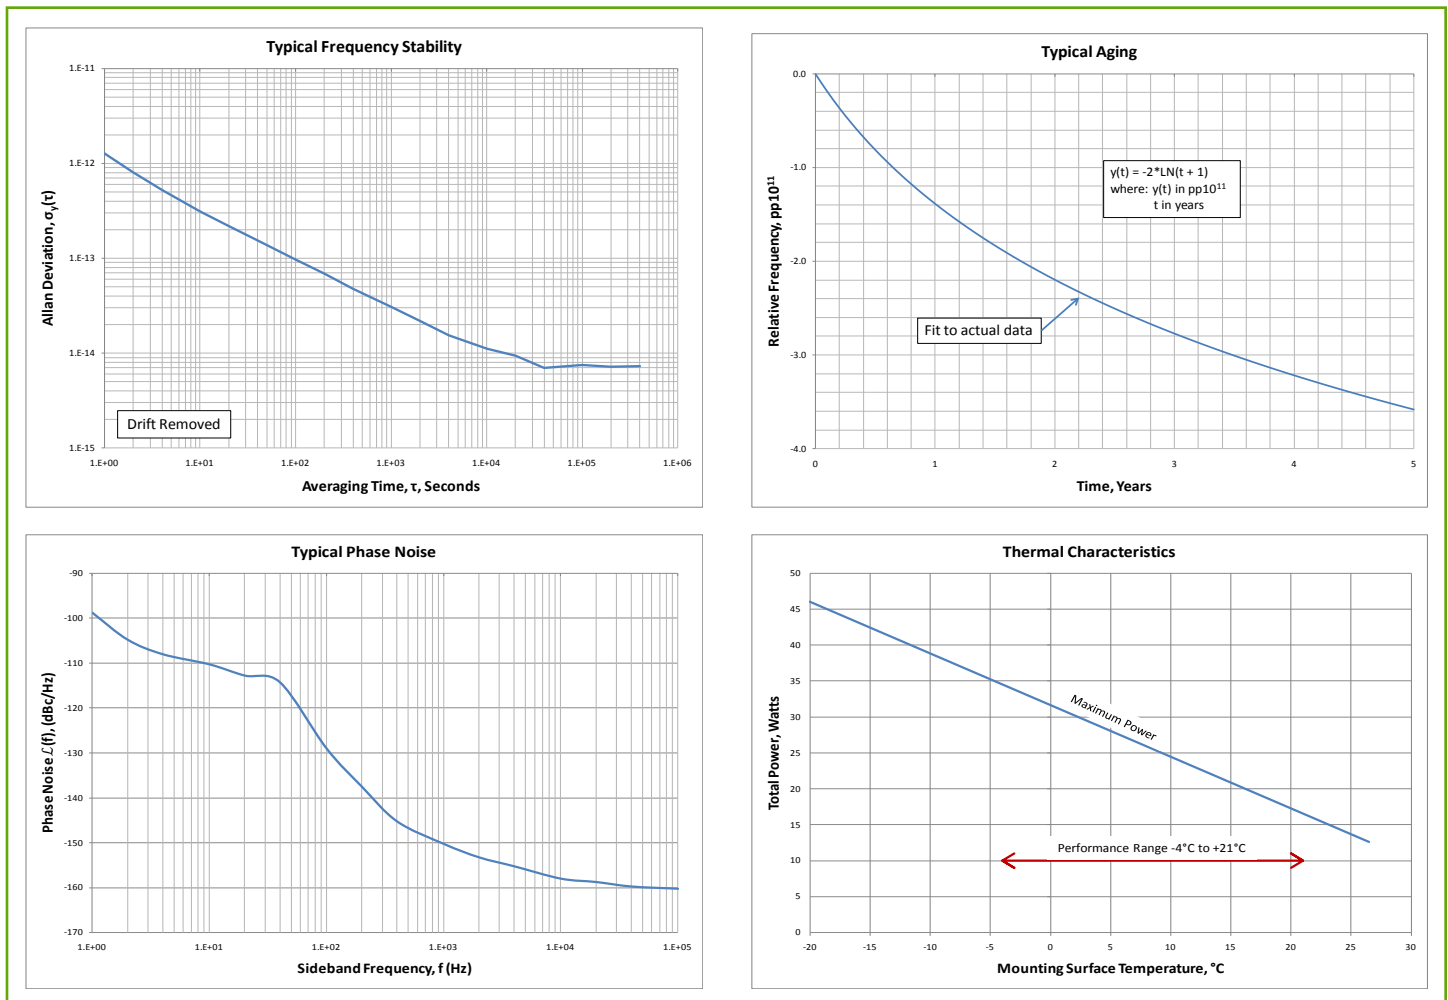 Typical Frequency Stability
1.E-11
1.E-12
1.E-13
1.E-14
1.E-15
Allan Deviation, σy(τ)
Drift Removed
1.E+00 1.E+01 1.E+02 1.E+03 1.E+04 1.E+05 1.E+06
Averaging Time, τ, Seconds
Typical Aging
0.0
-1.0
-2.0
-3.0
-4.0
Relative Frequency, pp10¹¹
y(t) = -2*LN(t + 1)
where: y(t) in pp10¹¹
t in years
Fit to actual data
0 1 2 3 4 5
Time, Years
Typical Phase Noise
-90
-100
-110
-120
-130
-140
-150
-160
-170
Phase Noise ℒ(f), (dBc/Hz)
1.E+00 1.E+01 1.E+02 1.E+03 1.E+04 1.E+05
Sideband Frequency, f (Hz)
Thermal Characteristics
50
45
40
35
30
25
20
15
10
5
0
Total Power, Watts
Maximum Power
Performance Range -4°C to +21°C
-20 -15 -10 -5 0 5 10 15 20 25 30
Mounting Surface Temperature, °C